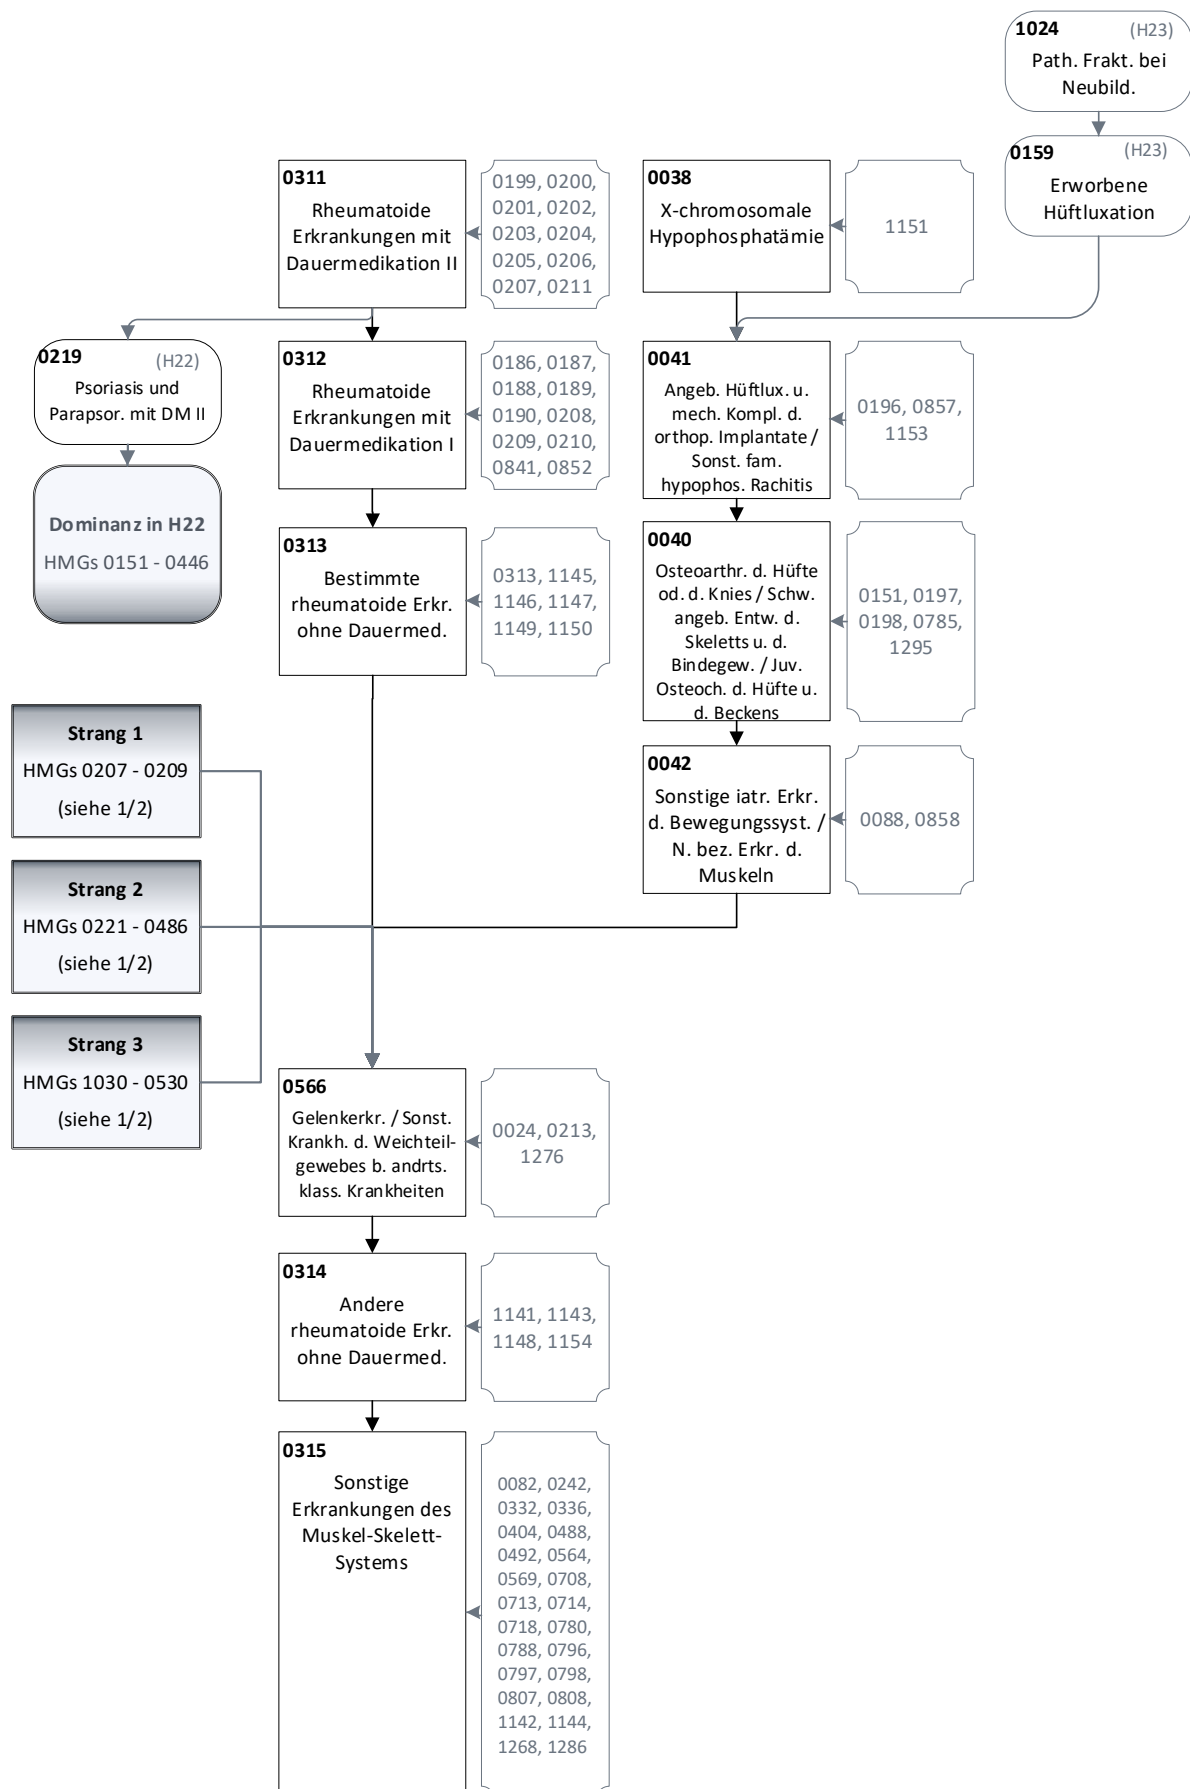 1024 (H23)
Path. Frakt. bei
Neubild.
0159 (H23)
Erworbene
Hüftluxation
0311
Rheumatoide
Erkrankungen mit
Dauermedikation II
0199, 0200,
0201, 0202,
0203, 0204,
0205, 0206,
0207, 0211
0038
X-chromosomale
Hypophosphatämie
1151
0219 (H22)
Psoriasis und
Parapsor. mit DM II
Dominanz in H22
HMGs 0151 - 0446
0312
Rheumatoide
Erkrankungen mit
Dauermedikation I
0186, 0187,
0188, 0189,
0190, 0208,
0209, 0210,
0841, 0852
0041
Angeb. Hüftlux. u.
mech. Kompl. d.
orthop. Implantate /
Sonst. fam.
hypophos. Rachitis
0196, 0857,
1153
0313
Bestimmte
rheumatoide Erkr.
ohne Dauermed.
0313, 1145,
1146, 1147,
1149, 1150
0040
Osteoarthr. d. Hüfte
od. d. Knies / Schw.
angeb. Entw. d.
Skeletts u. d.
Bindegew. / Juv.
Osteoch. d. Hüfte u.
d. Beckens
0151, 0197,
0198, 0785,
1295
Strang 1
HMGs 0207 - 0209
(siehe 1/2)
0042
Sonstige iatr. Erkr.
d. Bewegungssyst. /
N. bez. Erkr. d.
Muskeln
0088, 0858
Strang 2
HMGs 0221 - 0486
(siehe 1/2)
Strang 3
HMGs 1030 - 0530
(siehe 1/2)
0566
Gelenkerkr. / Sonst.
Krankh. d. Weichteil-
gewebes b. andrts.
klass. Krankheiten
0024, 0213,
1276
0314
Andere
rheumatoide Erkr.
ohne Dauermed.
1141, 1143,
1148, 1154
0315
Sonstige
Erkrankungen des
Muskel-Skelett-
Systems
0082, 0242,
0332, 0336,
0404, 0488,
0492, 0564,
0569, 0708,
0713, 0714,
0718, 0780,
0788, 0796,
0797, 0798,
0807, 0808,
1142, 1144,
1268, 1286